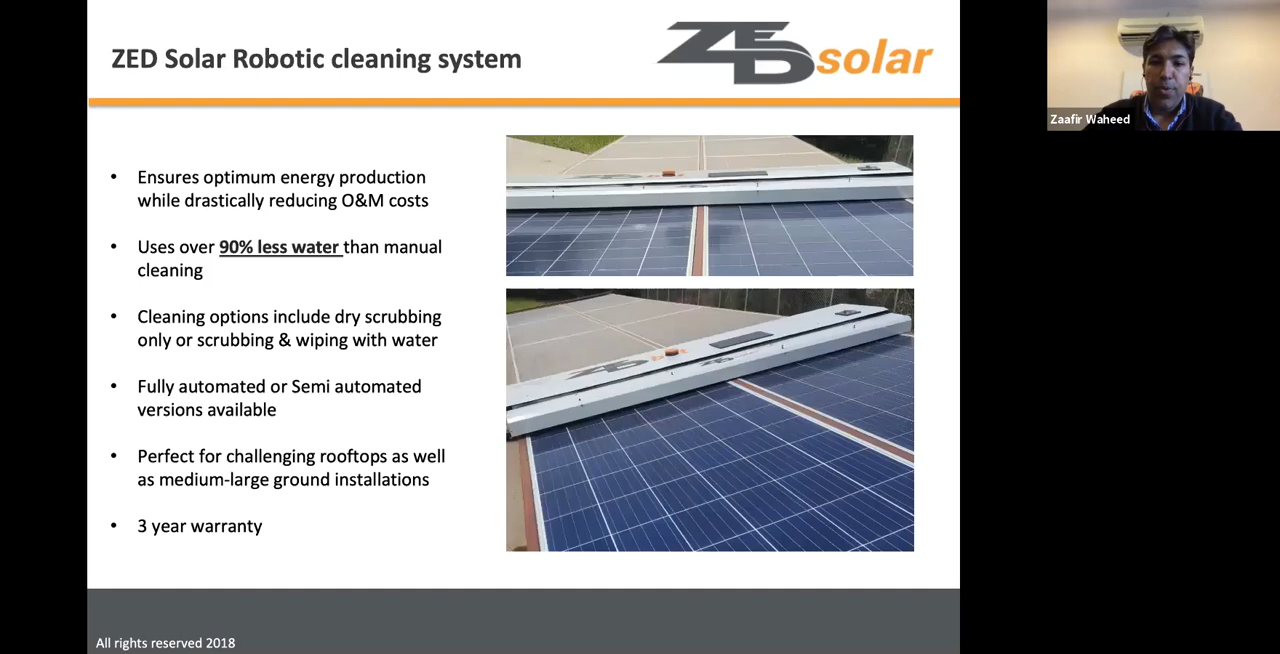 ZED Solar Robotic cleaning system
ZED solar
Zaafir Waheed
• Ensures optimum energy production
while drastically reducing O&M costs
• Uses over 90% less water than manual
cleaning
• Cleaning options include dry scrubbing
only or scrubbing & wiping with water
• Fully automated or Semi automated
versions available
• Perfect for challenging rooftops as well
as medium-large ground installations
• 3 year warranty
All rights reserved 2018